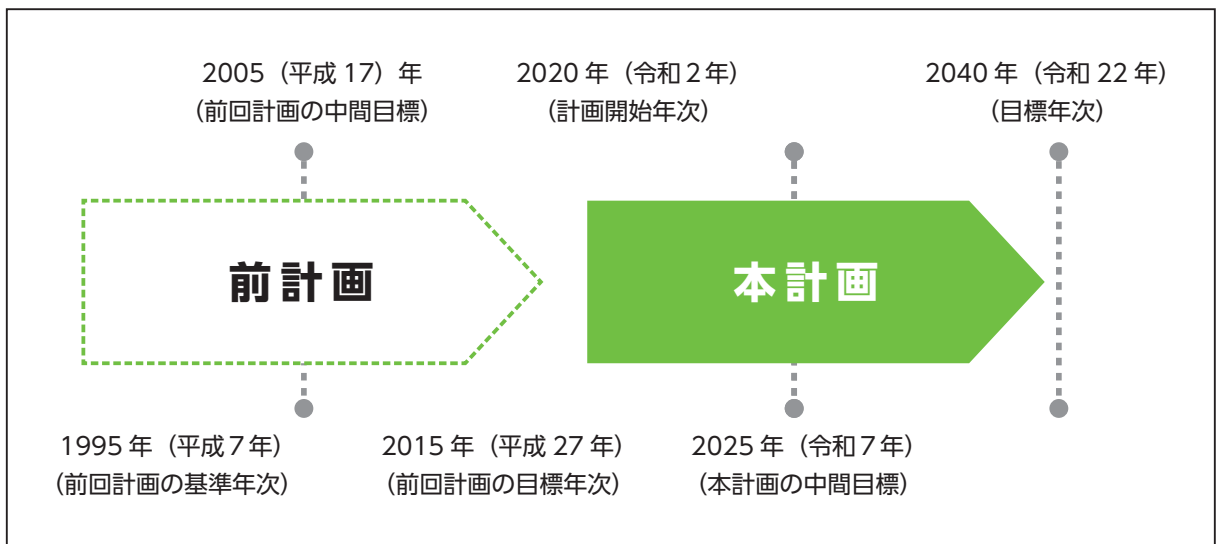 2005（平成 17）年
（前回計画の中間目標）
2020 年（令和２年）
（計画開始年次）
2040 年（令和 22 年）
（目標年次）
前計画
本計画
1995 年（平成７年）
（前回計画の基準年次）
2015 年（平成 27 年）
（前回計画の目標年次）
2025 年（令和７年）
（本計画の中間目標）